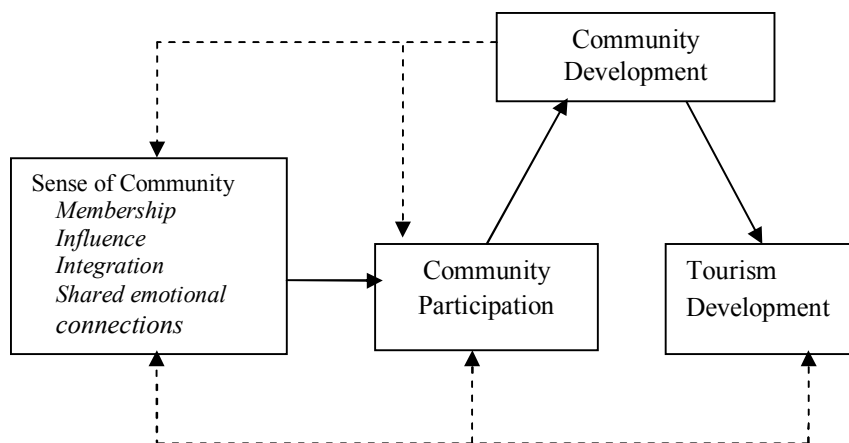 Community
Development
Sense of Community
Membership
Influence
Integration
Shared emotional
connections
Community
Participation
Tourism
Development